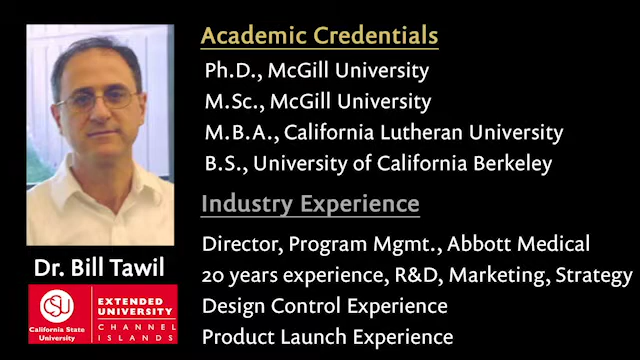 Academic Credentials
Ph.D., McGill University
M.Sc., McGill University
M.B.A., California Lutheran University
B.S., University of California Berkeley
Industry Experience
Director, Program Mgmt., Abbott Medical
20 years experience, R&D, Marketing, Strategy
Design Control Experience
Product Launch Experience
Dr. Bill Tawil
CSU
California State
University
EXTENDED
UNIVERSITY
CHANNEL
ISLANDS